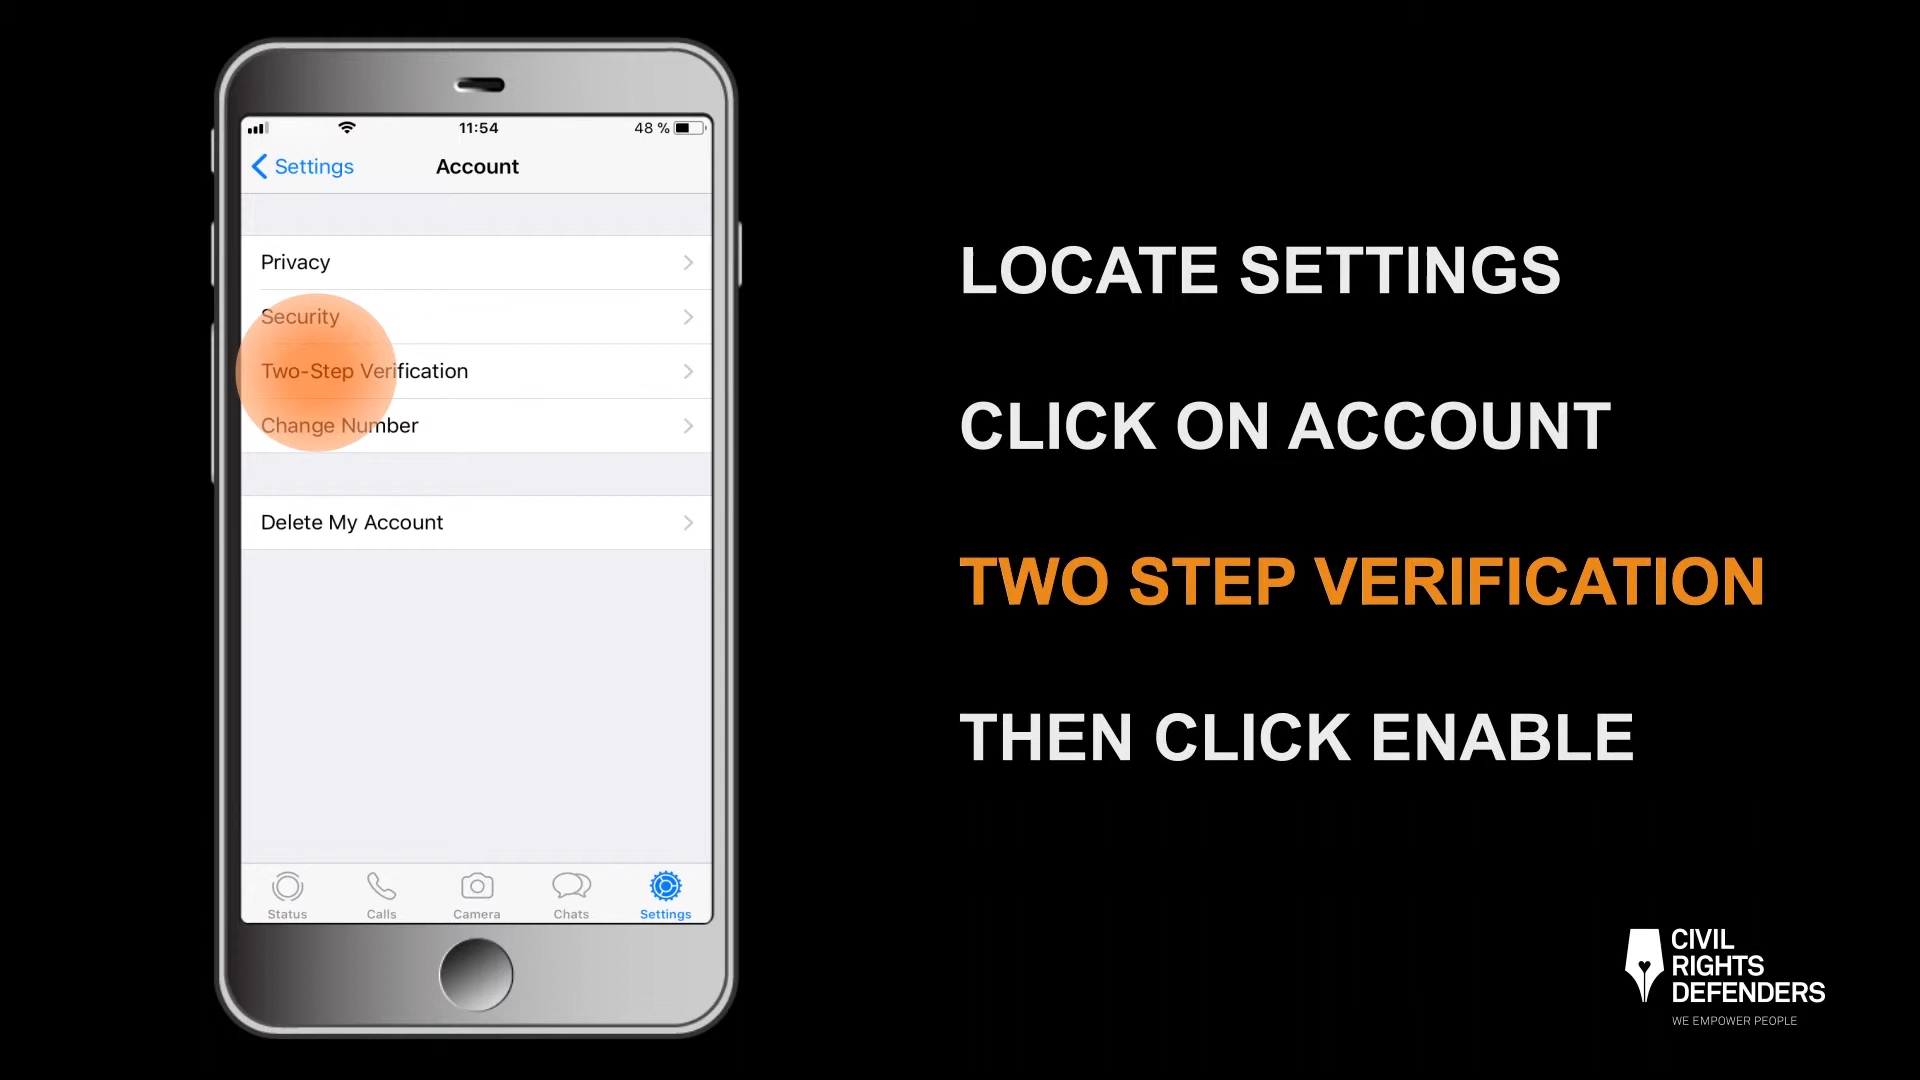 11:54
48 %
Settings
Account
Privacy
Security
Two-Step Verification
Change Number
Delete My Account
Status
Calls
Camera
Chats
Settings
LOCATE SETTINGS
CLICK ON ACCOUNT
TWO STEP VERIFICATION
THEN CLICK ENABLE
CIVIL
RIGHTS
DEFENDERS
WE EMPOWER PEOPLE